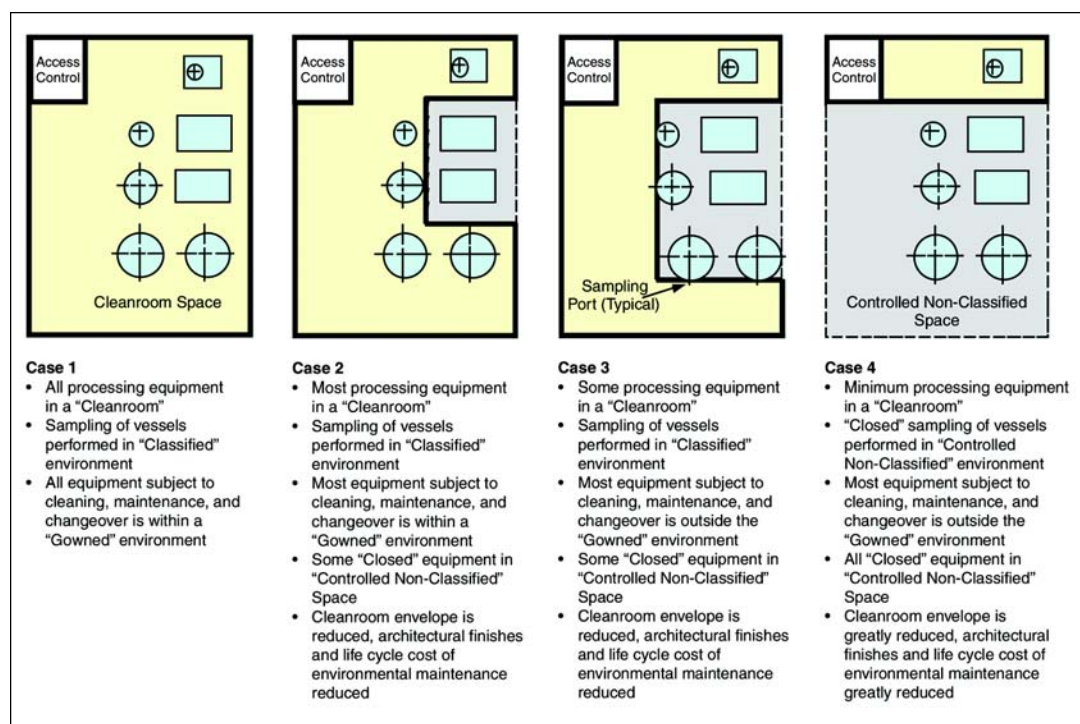 Access
Control
Cleanroom Space
Access
Control
Access
Control
Sampling
Port (Typical)
Access
Control
Controlled Non-Classified
Space
Case 1
• All processing equipment
in a “Cleanroom”
• Sampling of vessels
performed in “Classified”
environment
• All equipment subject to
cleaning, maintenance, and
changeover is within a
“Gowned” environment
Case 2
• Most processing equipment
in a “Cleanroom”
• Sampling of vessels
performed in “Classified”
environment
• Most equipment subject to
cleaning, maintenance, and
changeover is within a
“Gowned” environment
• Some “Closed” equipment in
“Controlled Non-Classified”
Space
• Cleanroom envelope is
reduced, architectural finishes
and life cycle cost of
environmental maintenance
reduced
Case 3
• Some processing equipment
in a “Cleanroom”
• Sampling of vessels
performed in “Classified”
environment
• Most equipment subject to
cleaning, maintenance, and
changeover is outside the
“Gowned” environment
• Some “Closed” equipment in
“Controlled Non-Classified”
Space
• Cleanroom envelope is
reduced, architectural finishes
and life cycle cost of
environmental maintenance
reduced
Case 4
• Minimum processing equipment
in a “Cleanroom”
• “Closed” sampling of vessels
performed in “Controlled
Non-Classified” environment
• Most equipment subject to
cleaning, maintenance, and
changeover is outside the
“Gowned” environment
• All “Closed” equipment in
“Controlled Non-Classified”
Space
• Cleanroom envelope is
greatly reduced, architectural
finishes and life cycle cost of
environmental maintenance
greatly reduced